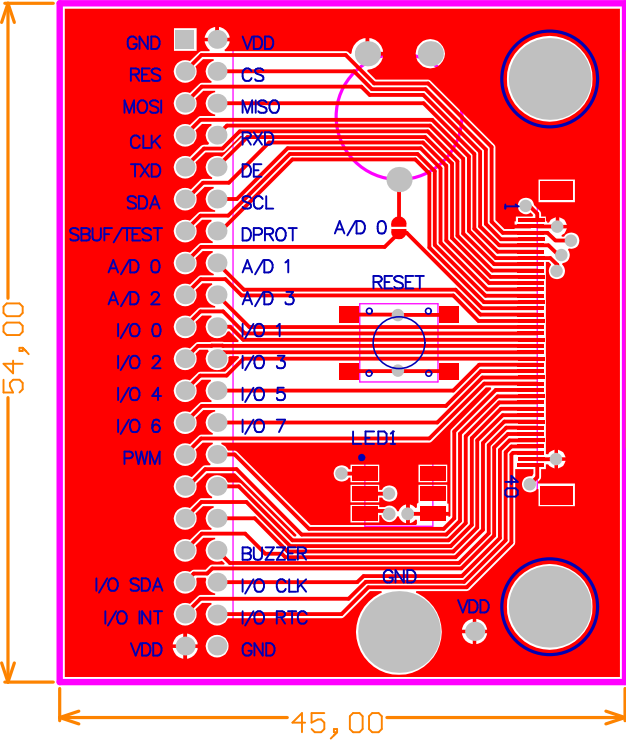 GND VDD
RES CS
MOSI MISO
CLK RXD
TXD DE
SDA SCL
SBUF/TEST DPROT
A/D 0 A/D 1
A/D 2 A/D 3
I/O 0 I/O 1
I/O 2 I/O 3
I/O 4 I/O 5
I/O 6 I/O 7
PWM
BUZZER
I/O SDA I/O CLK
I/O INT I/O RTC
VDD GND
A/D 0
RESET
LED1
GND
VDD
1
40
54,00
45,00